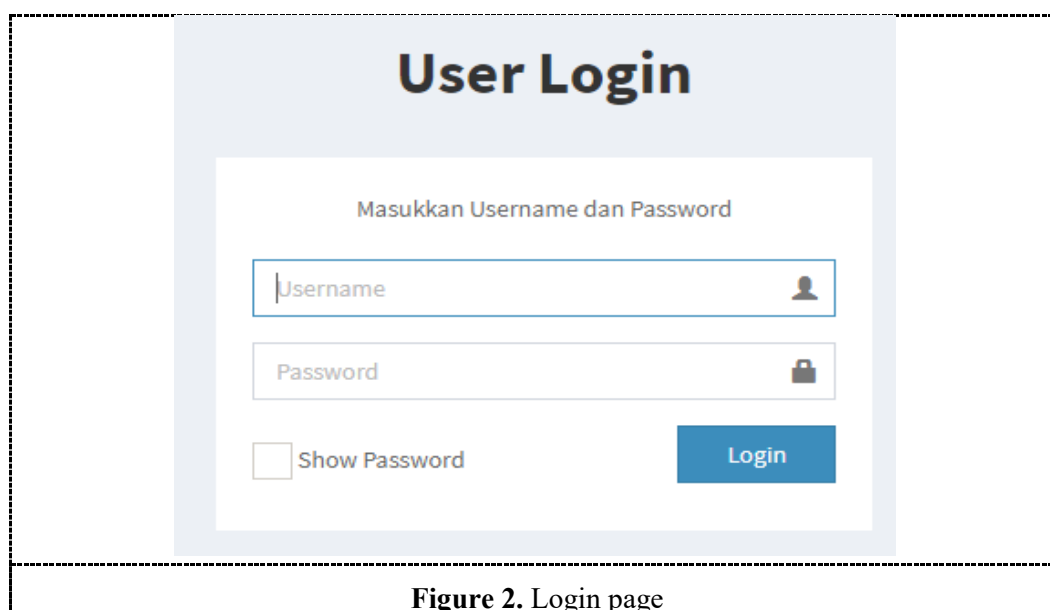 User Login
Masukkan Username dan Password
Username
Password
Show Password
Login
Figure 2. Login page